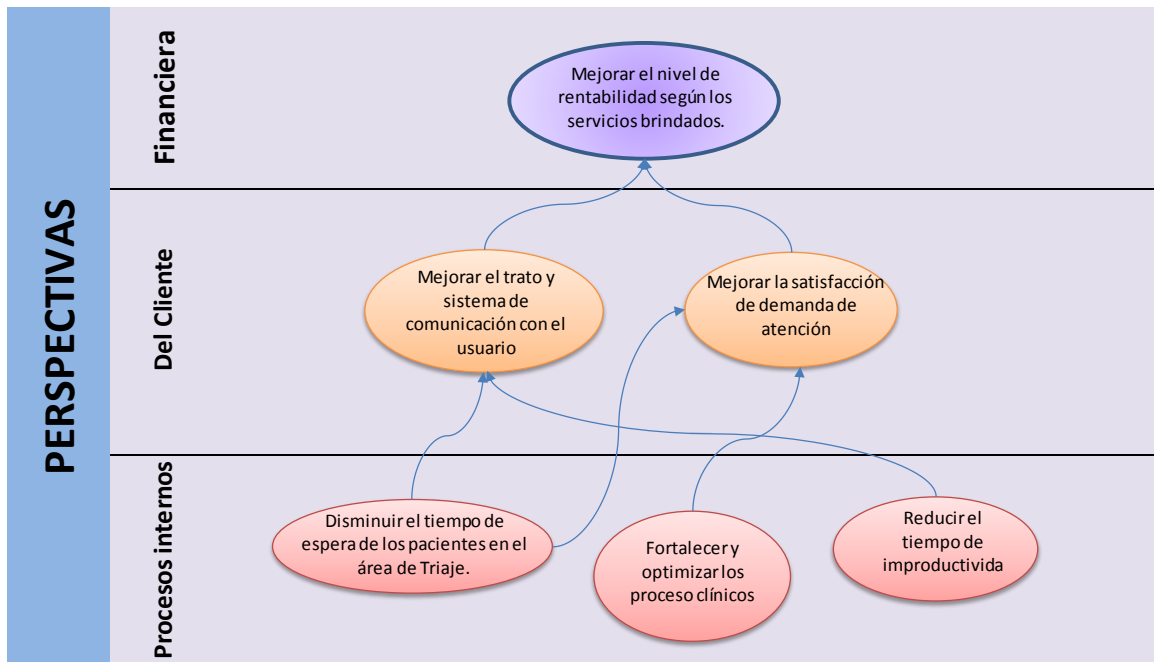 PERSPECTIVAS
Financiera
Mejorar el nivel de
rentabilidad según los
servicios brindados.
Del Cliente
Mejorar el trato y
sistema de
comunicación con el
usuario
Mejorar la satisfacción
de demanda de
atención
Procesos internos
Disminuir el tiempo de
espera de los pacientes en el
área de Triaje.
Fortalecer y
optimizar los
proceso clínicos
Reducir el
tiempo de
improductivida